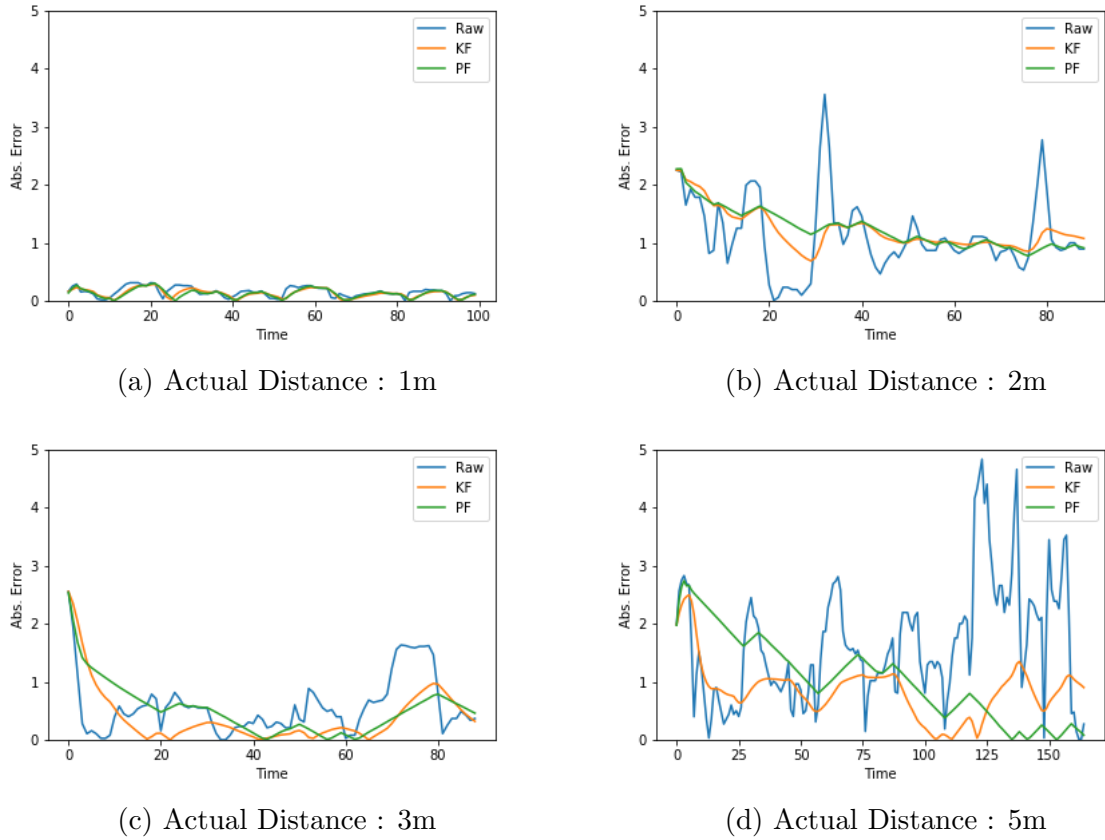 5
4
3
2
1
0
Abs. Error
Raw
KF
PF
0 20 40 60 80 100
Time
(a) Actual Distance : 1m
5
4
3
2
1
0
Abs. Error
Raw
KF
PF
0 20 40 60 80
Time
(b) Actual Distance : 2m
5
4
3
2
1
0
Abs. Error
Raw
KF
PF
0 20 40 60 80
Time
(c) Actual Distance : 3m
5
4
3
2
1
0
Abs. Error
Raw
KF
PF
0 25 50 75 100 125 150
Time
(d) Actual Distance : 5m